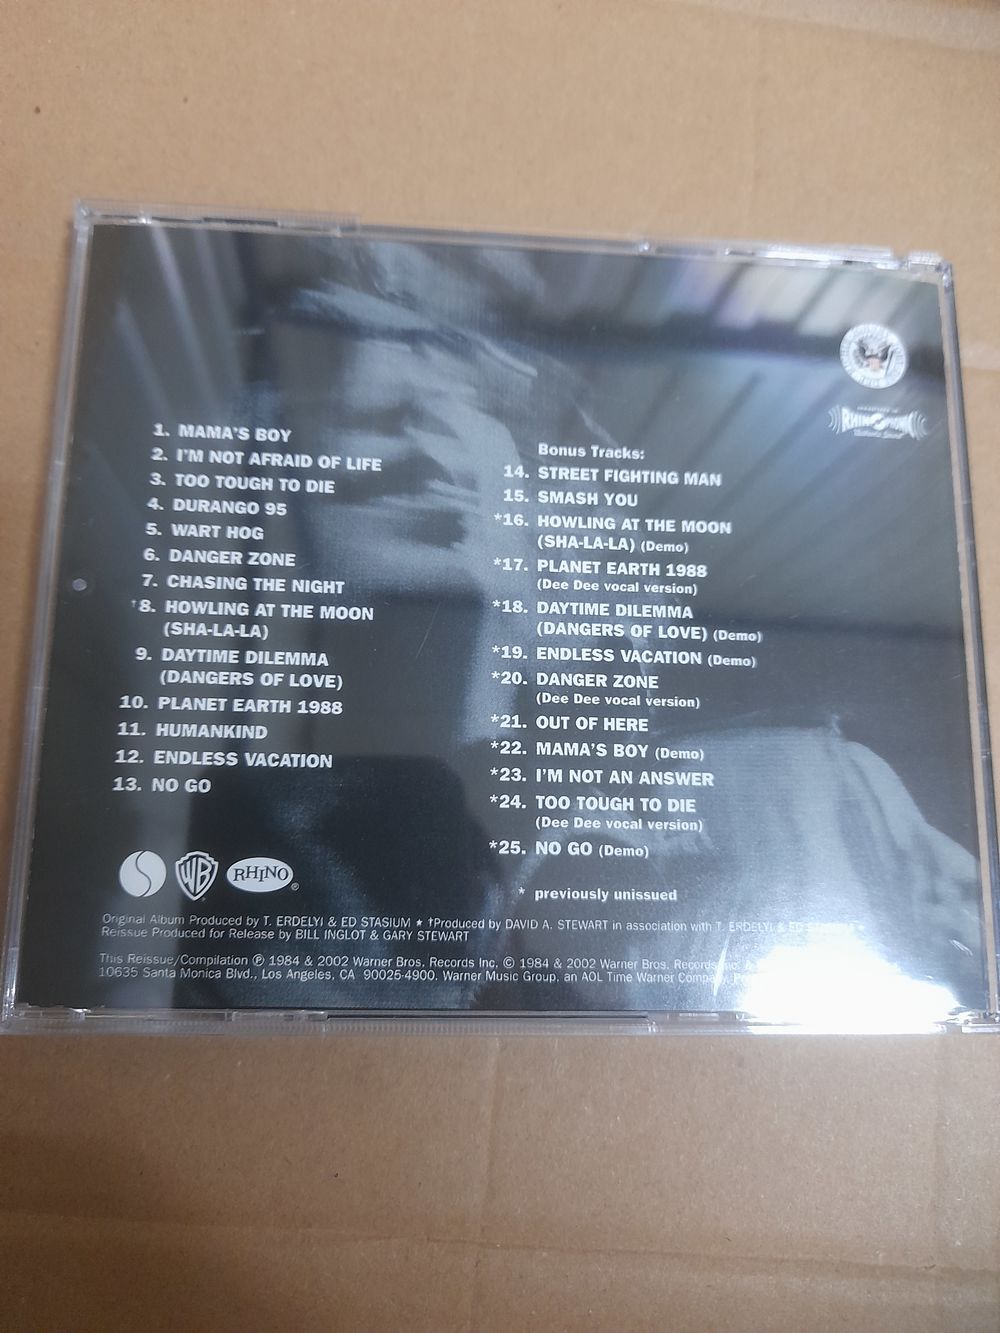 1. MAMA'S BOY
2. I'M NOT AFRAID OF LIFE
3. TOO TOUGH TO DIE
4. DURANGO 95
5. WART HOG
6. DANGER ZONE
7. CHASING THE NIGHT
†8. HOWLING AT THE MOON
(SHA-LA-LA)
9. DAYTIME DILEMMA
(DANGERS OF LOVE)
10. PLANET EARTH 1988
11. HUMANKIND
12. ENDLESS VACATION
13. NO GO
Bonus Tracks:
14. STREET FIGHTING MAN
15. SMASH YOU
*16. HOWLING AT THE MOON
(SHA-LA-LA) (Demo)
*17. PLANET EARTH 1988
(Dee Dee vocal version)
*18. DAYTIME DILEMMA
(DANGERS OF LOVE) (Demo)
*19. ENDLESS VACATION (Demo)
*20. DANGER ZONE
(Dee Dee vocal version)
*21. OUT OF HERE
*22. MAMA'S BOY (Demo)
*23. I'M NOT AN ANSWER
*24. TOO TOUGH TO DIE
(Dee Dee vocal version)
*25. NO GO (Demo)
* previously unissued
RHINOPHONIC
WB
RHINO®
Original Album Produced by T. ERDELYI & ED STASIUM ★ †Produced by DAVID A. STEWART in association with T. ERDELYI & ED STASIUM ★
Reissue Produced for Release by BILL INGLOT & GARY STEWART
This Reissue/Compilation ℗ 1984 & 2002 Warner Bros. Records Inc. © 1984 & 2002 Warner Bros. Records
10635 Santa Monica Blvd., Los Angeles, CA 90025-4900. Warner Music Group, an AOL Time Warner